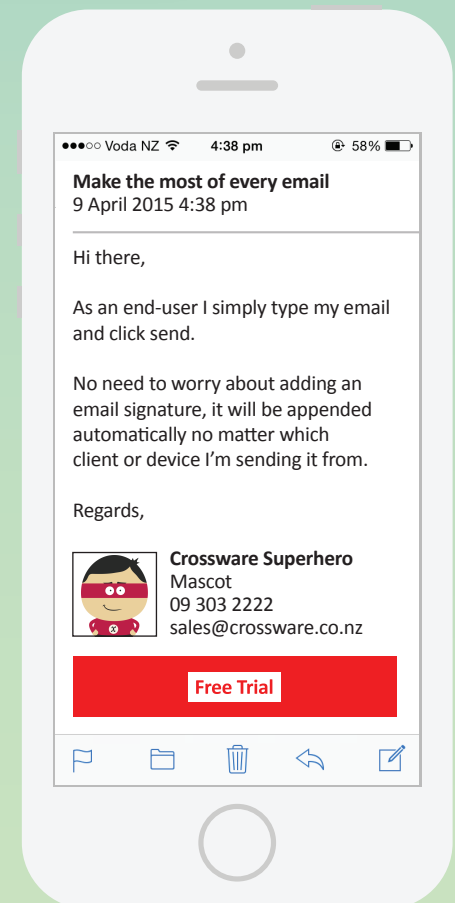 ●●●○○ Voda NZ 4:38 pm 58%
Make the most of every email
9 April 2015 4:38 pm
Hi there,
As an end-user I simply type my email
and click send.
No need to worry about adding an
email signature, it will be appended
automatically no matter which
client or device I’m sending it from.
Regards,
Crossware Superhero
Mascot
09 303 2222
sales@crossware.co.nz
Free Trial